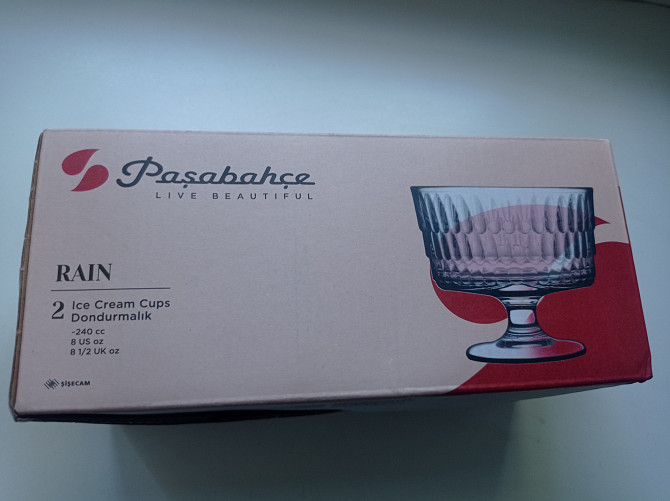 Paşabahçe
LIVE BEAUTIFUL
RAIN
2 Ice Cream Cups
Dondurmalık
~240 cc
8 US oz
8 1/2 UK oz
ŞİŞECAM